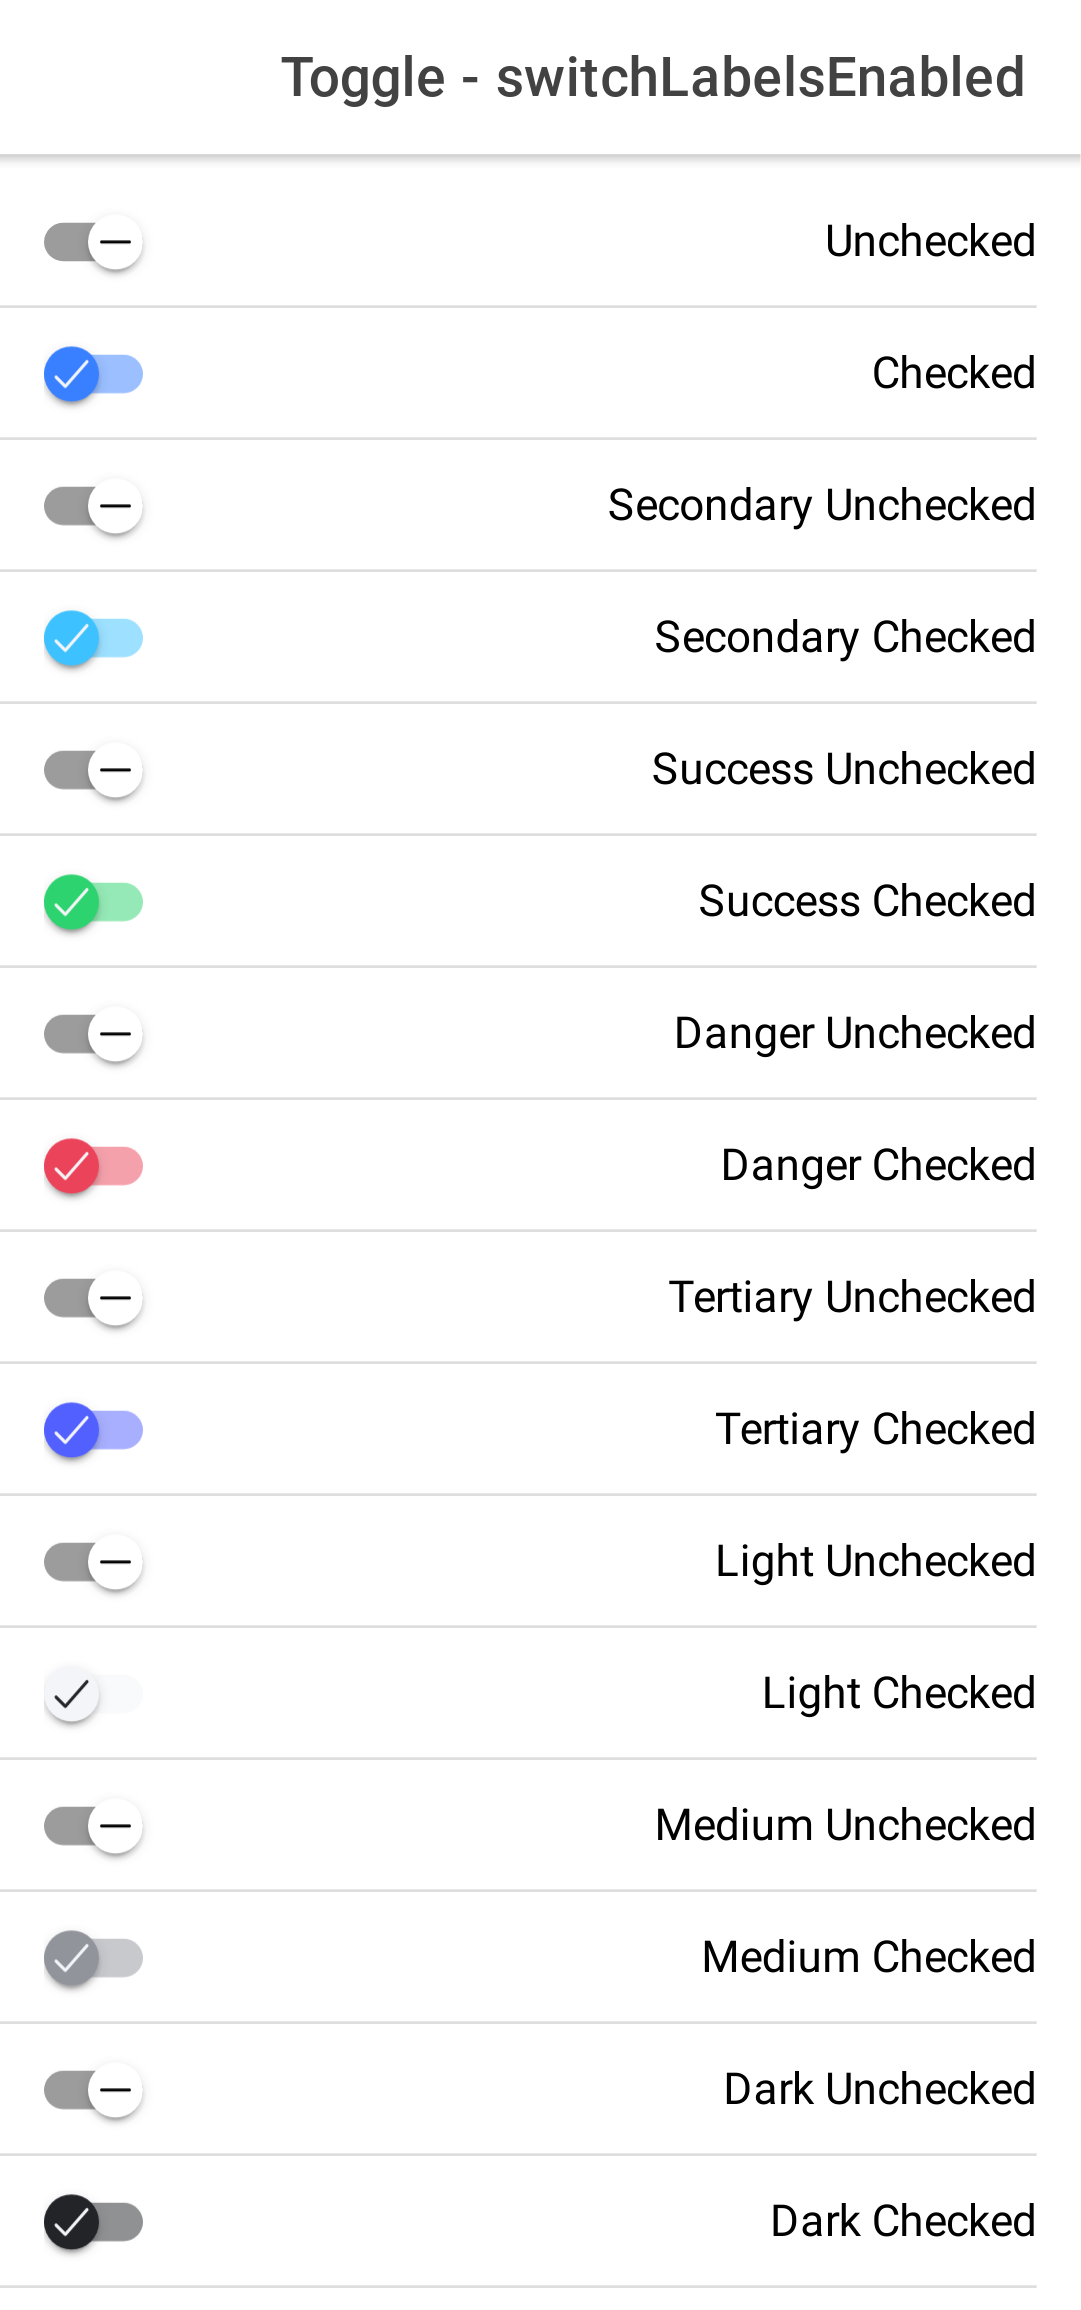 Toggle - switchLabelsEnabled
Unchecked
Checked
Secondary Unchecked
Secondary Checked
Success Unchecked
Success Checked
Danger Unchecked
Danger Checked
Tertiary Unchecked
Tertiary Checked
Light Unchecked
Light Checked
Medium Unchecked
Medium Checked
Dark Unchecked
Dark Checked